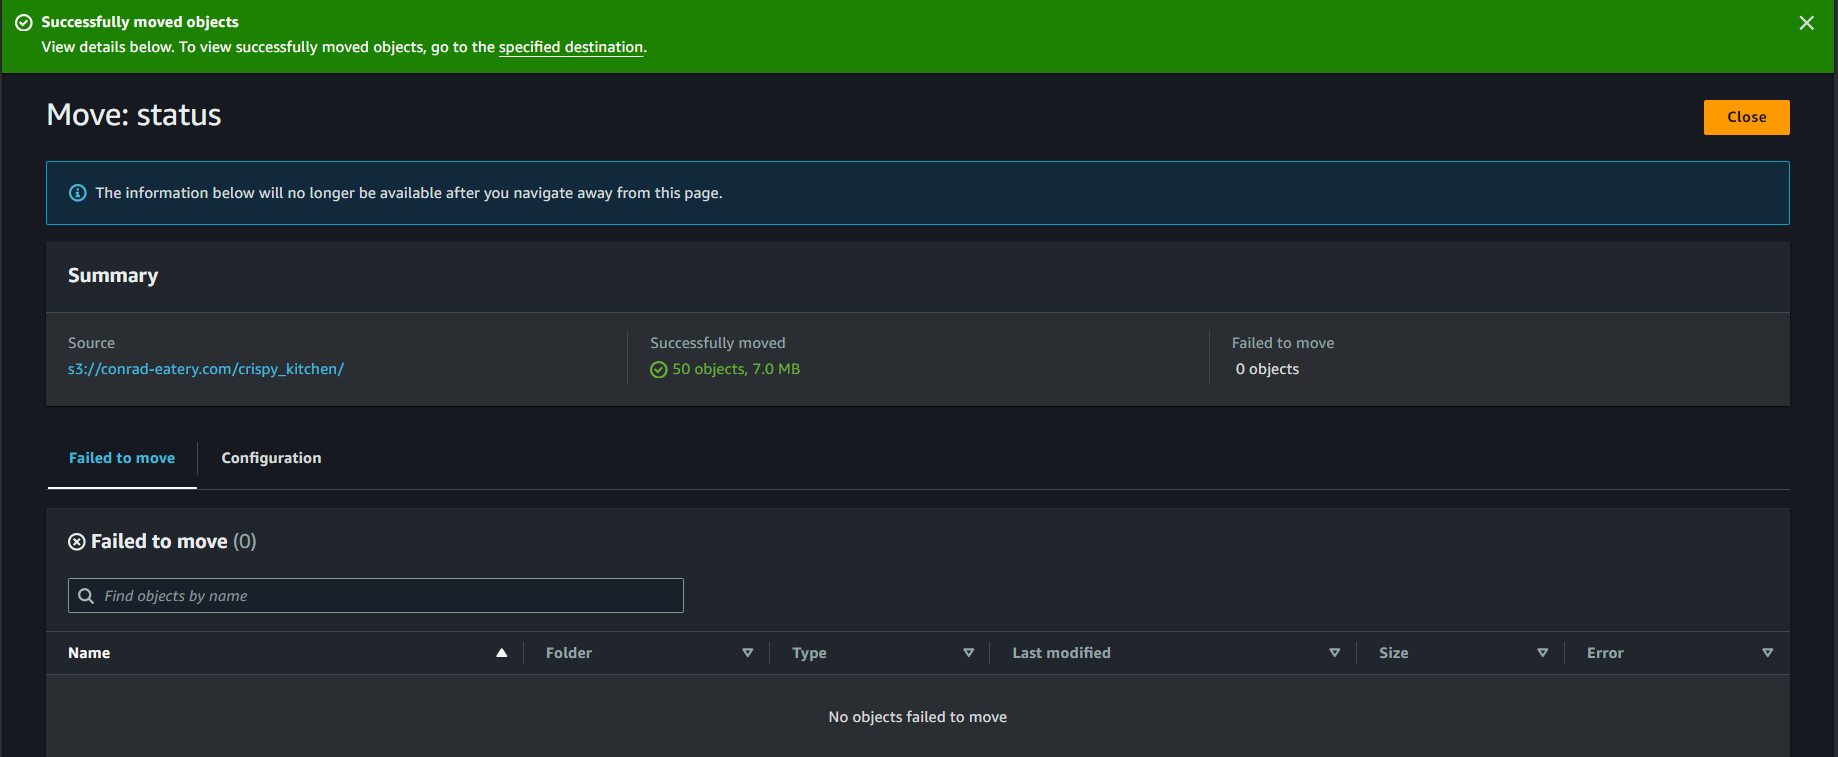 Successfully moved objects
View details below. To view successfully moved objects, go to the specified destination.
Move: status
Close
The information below will no longer be available after you navigate away from this page.
Summary
Source
s3://conrad-eatery.com/crispy_kitchen/
Successfully moved
50 objects, 7.0 MB
Failed to move
0 objects
Failed to move
Configuration
Failed to move (0)
Find objects by name
Name Folder Type Last modified Size Error
No objects failed to move